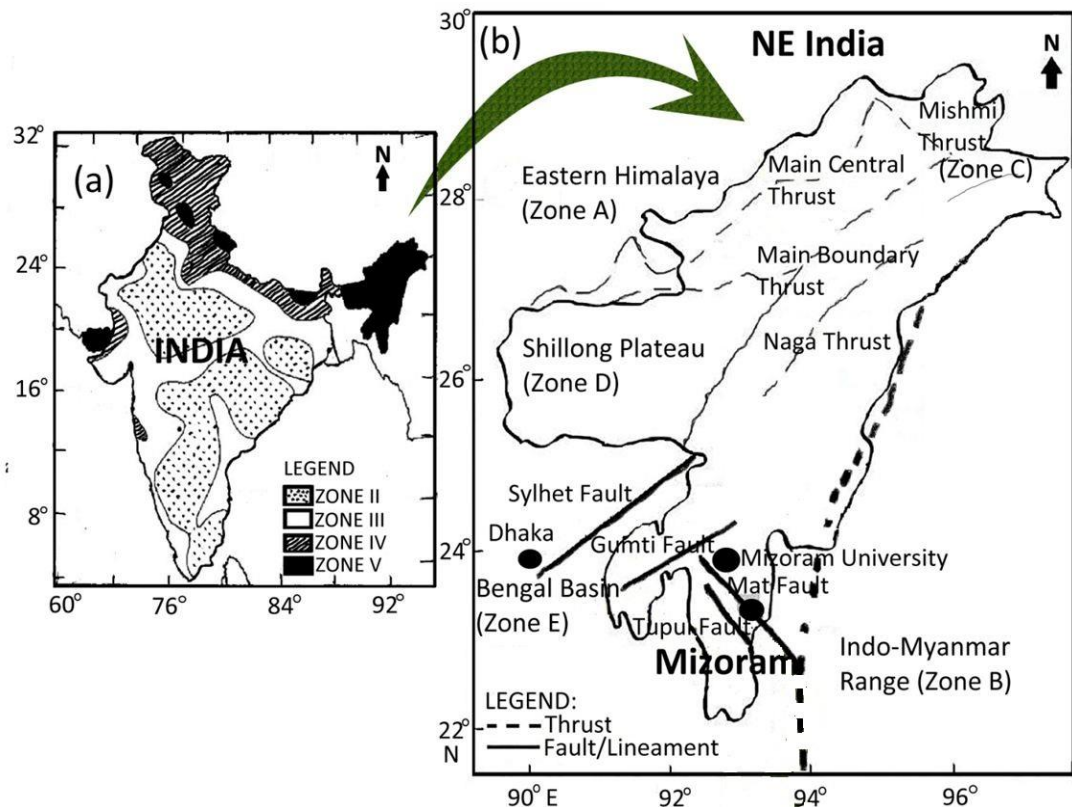 (a)
N
32°
24°
16°
8°
60°
76°
84°
92°
INDIA
LEGEND
ZONE II
ZONE III
ZONE IV
ZONE V
(b)
NE India
N
30°
28°
26°
24°
22°
N
90° E
92°
94°
96°
Mishmi
Thrust
(Zone C)
Main Central
Thrust
Eastern Himalaya
(Zone A)
Main Boundary
Thrust
Naga Thrust
Shillong Plateau
(Zone D)
Sylhet Fault
Dhaka
Gumti Fault
Mizoram University
Mat Fault
Bengal Basin
(Zone E)
Tupui Fault
Mizoram
Indo-Myanmar
Range (Zone B)
LEGEND:
Thrust
Fault/Lineament